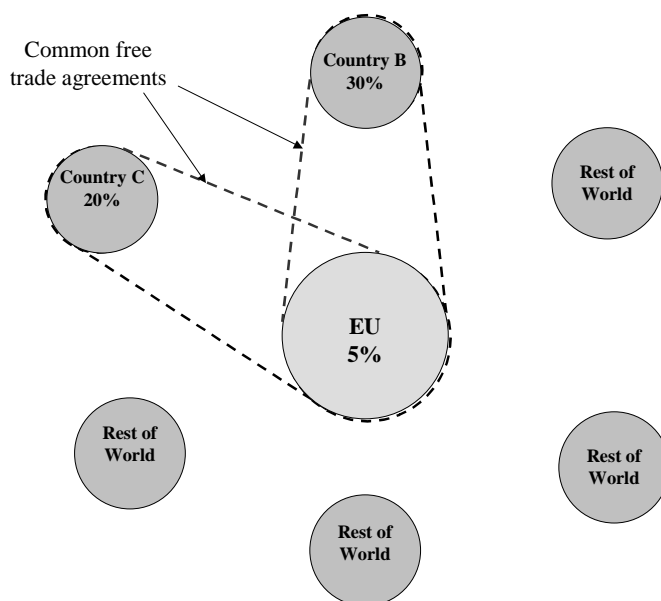 Common free
trade agreements
Country B
30%
Country C
20%
Rest of
World
EU
5%
Rest of
World
Rest of
World
Rest of
World